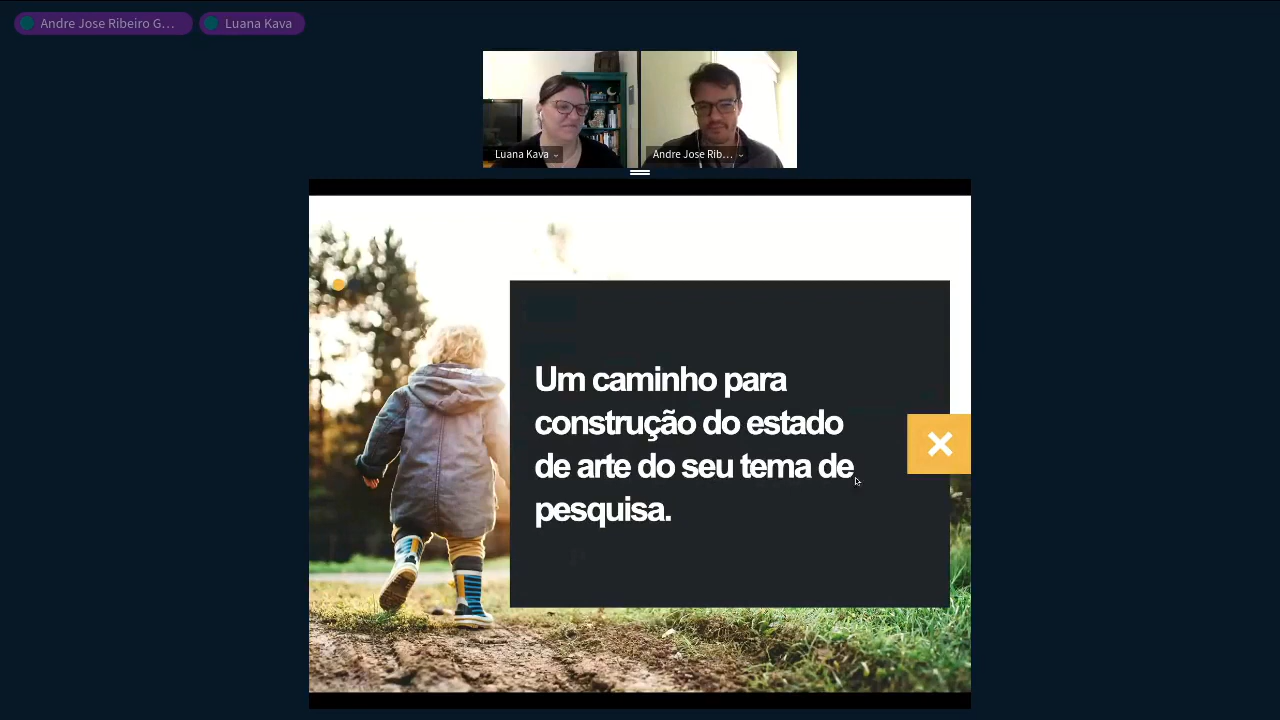 Andre Jose Ribeiro G...
Luana Kava
Luana Kava
Andre Jose Rib...
Um caminho para
construção do estado
de arte do seu tema de
pesquisa.